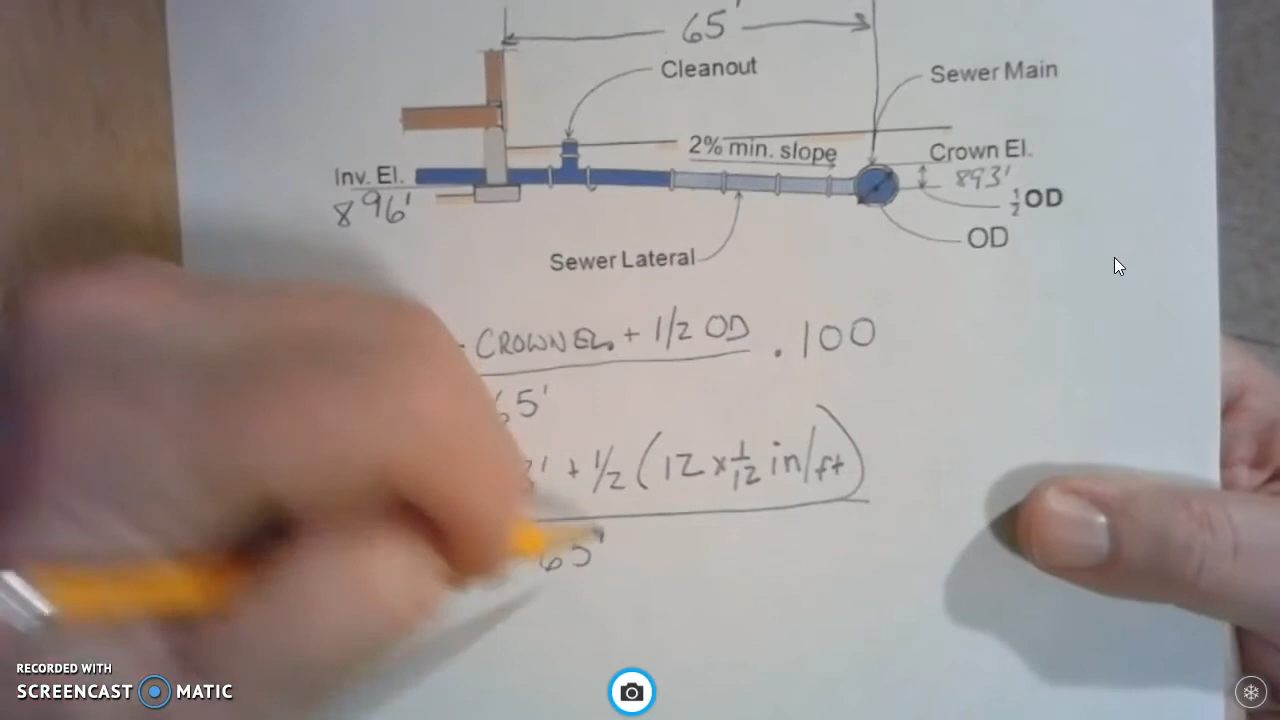 65'
Cleanout
Sewer Main
2% min. slope
Crown El.
893'
Inv. El.
896'
1/2 OD
OD
Sewer Lateral
- CROWN EL. + 1/2 OD . 100
65'
' + 1/2 (12 x 1/12 in/ft)
65'
RECORDED WITH
SCREENCAST MATIC